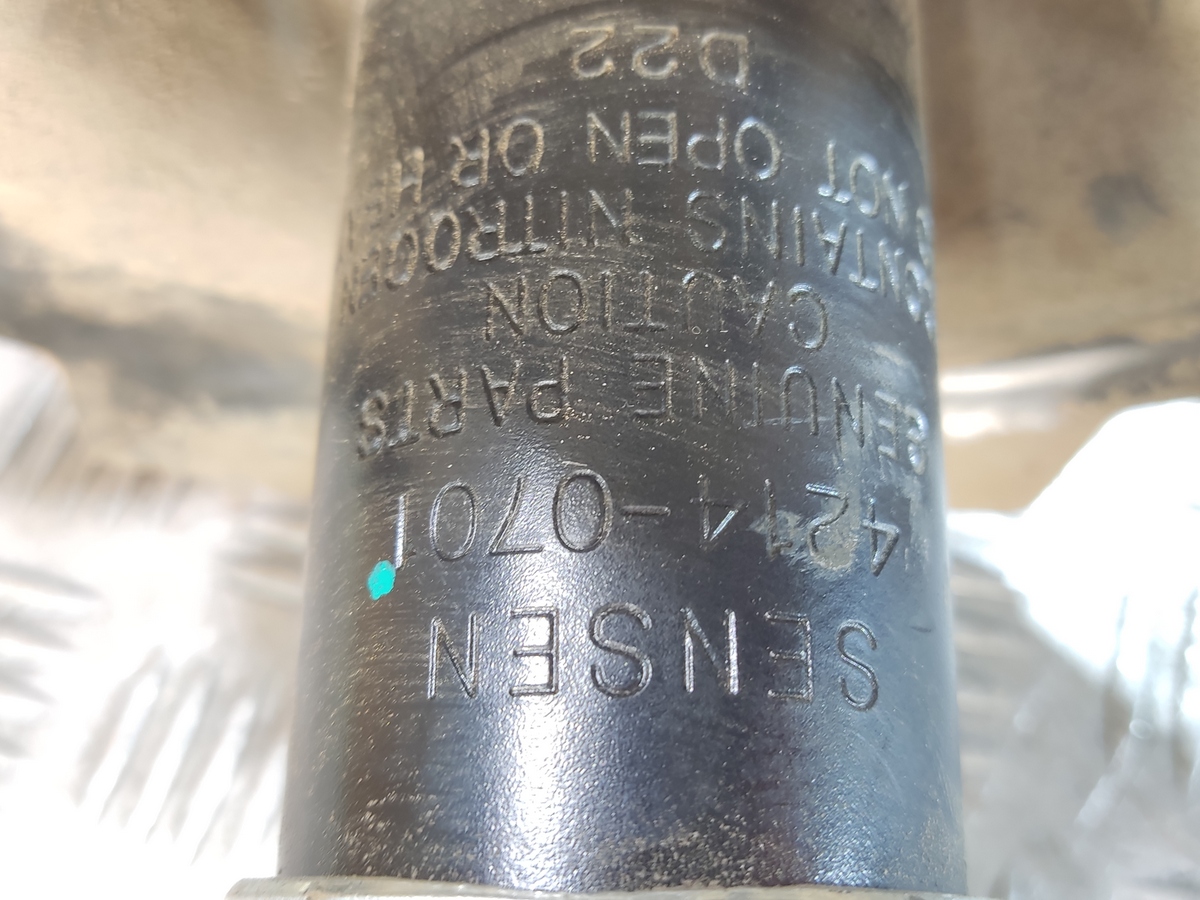 SENSEN
4214-0701
GENUINE PARTS
CAUTION
CONTAINS NITROGEN
NOT OPEN OR
D22